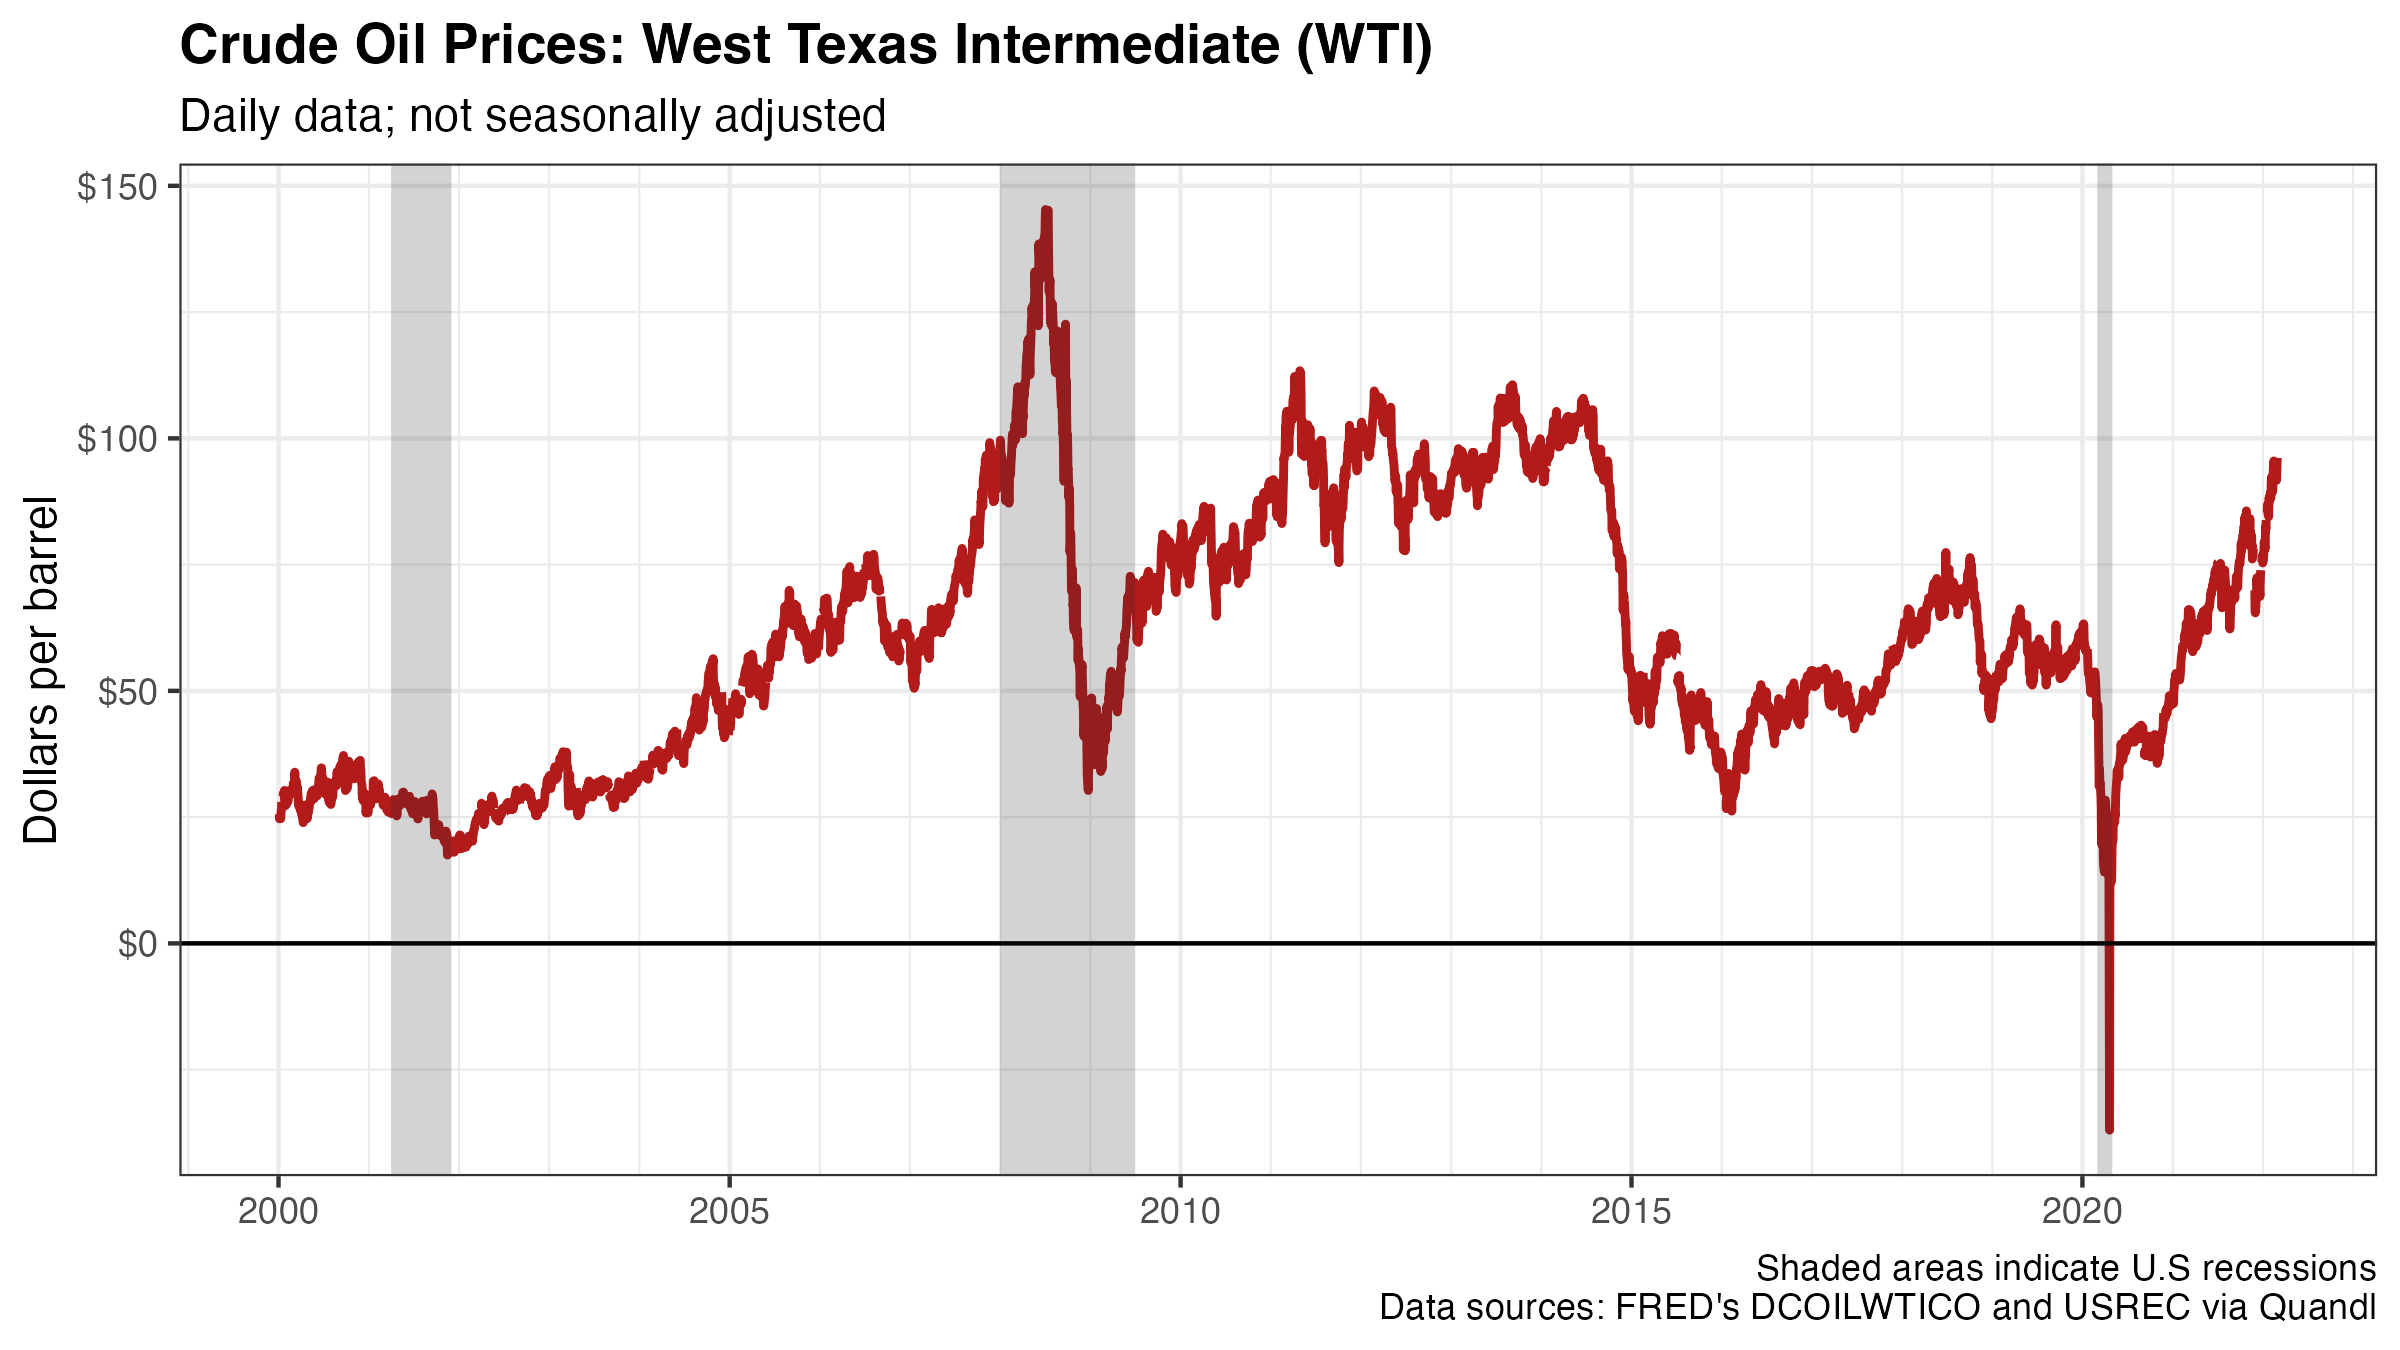 Crude Oil Prices: West Texas Intermediate (WTI)
Daily data; not seasonally adjusted
Dollars per barrel
$150
$100
$50
$0
2000
2005
2010
2015
2020
Shaded areas indicate U.S recessions
Data sources: FRED's DCOILWTICO and USREC via Quandl